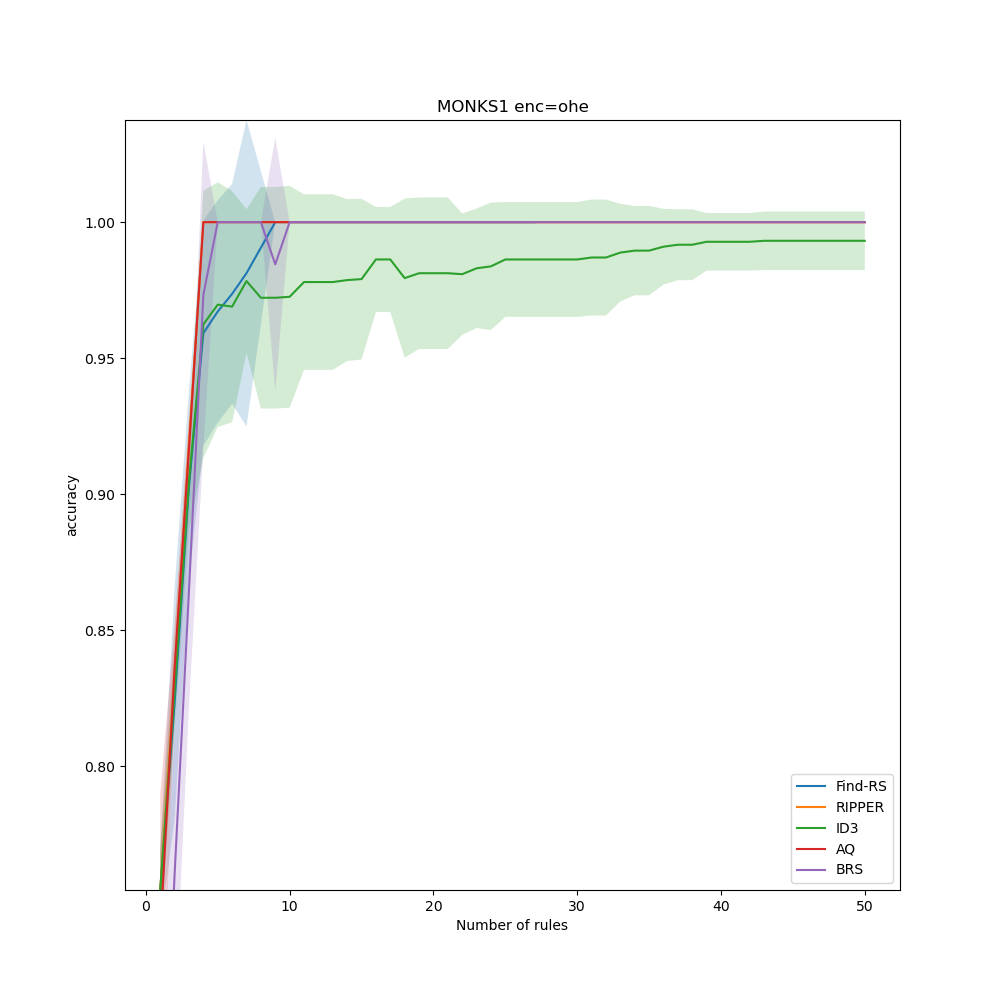 MONKS1 enc=ohe
1.00
0.95
0.90
0.85
0.80
accuracy
0
10
20
30
40
50
Number of rules
Find-RS
RIPPER
ID3
AQ
BRS